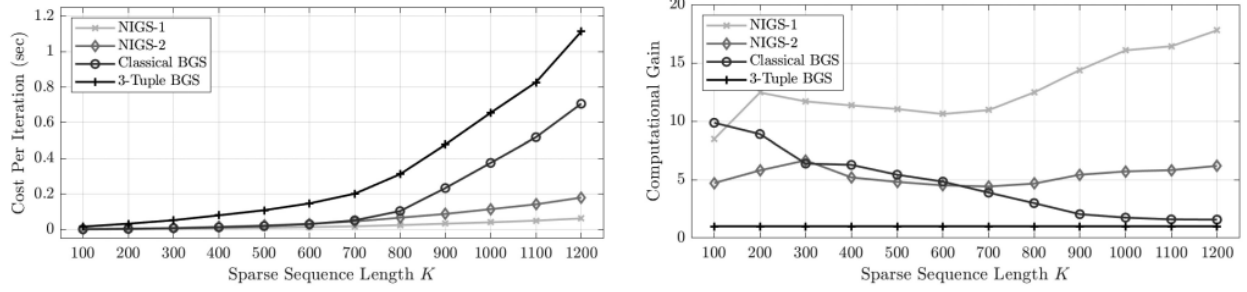 1.2
1
0.8
0.6
0.4
0.2
0
Cost Per Iteration (sec)
NIGS-1
NIGS-2
Classical BGS
3-Tuple BGS
100 200 300 400 500 600 700 800 900 1000 1100 1200
Sparse Sequence Length K
20
15
10
5
0
Computational Gain
NIGS-1
NIGS-2
Classical BGS
3-Tuple BGS
100 200 300 400 500 600 700 800 900 1000 1100 1200
Sparse Sequence Length K